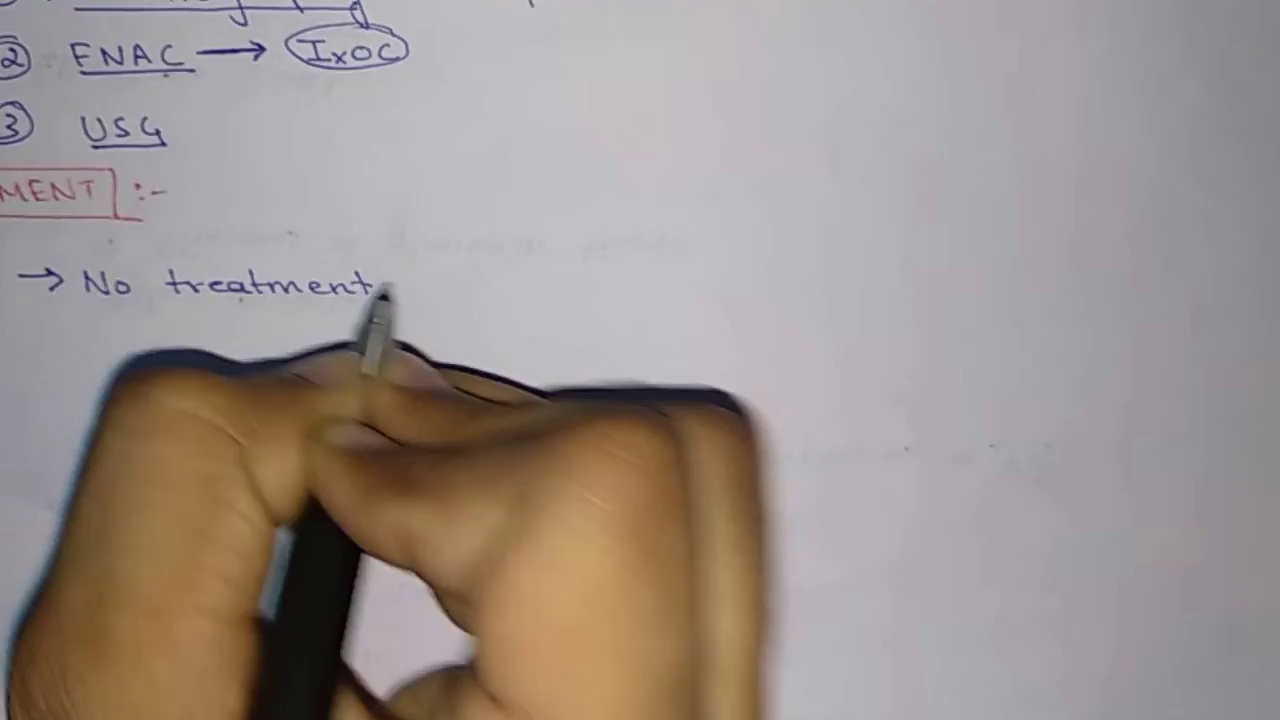 ② FNAC → IxOC
③ USG
MENT :-
→ No treatment